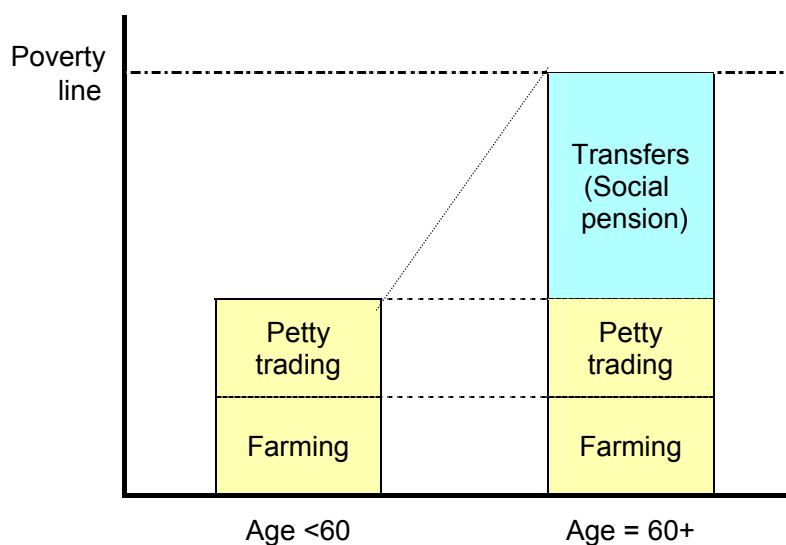 Poverty
line
Transfers
(Social
pension)
Petty
trading
Petty
trading
Farming
Farming
Age <60
Age = 60+